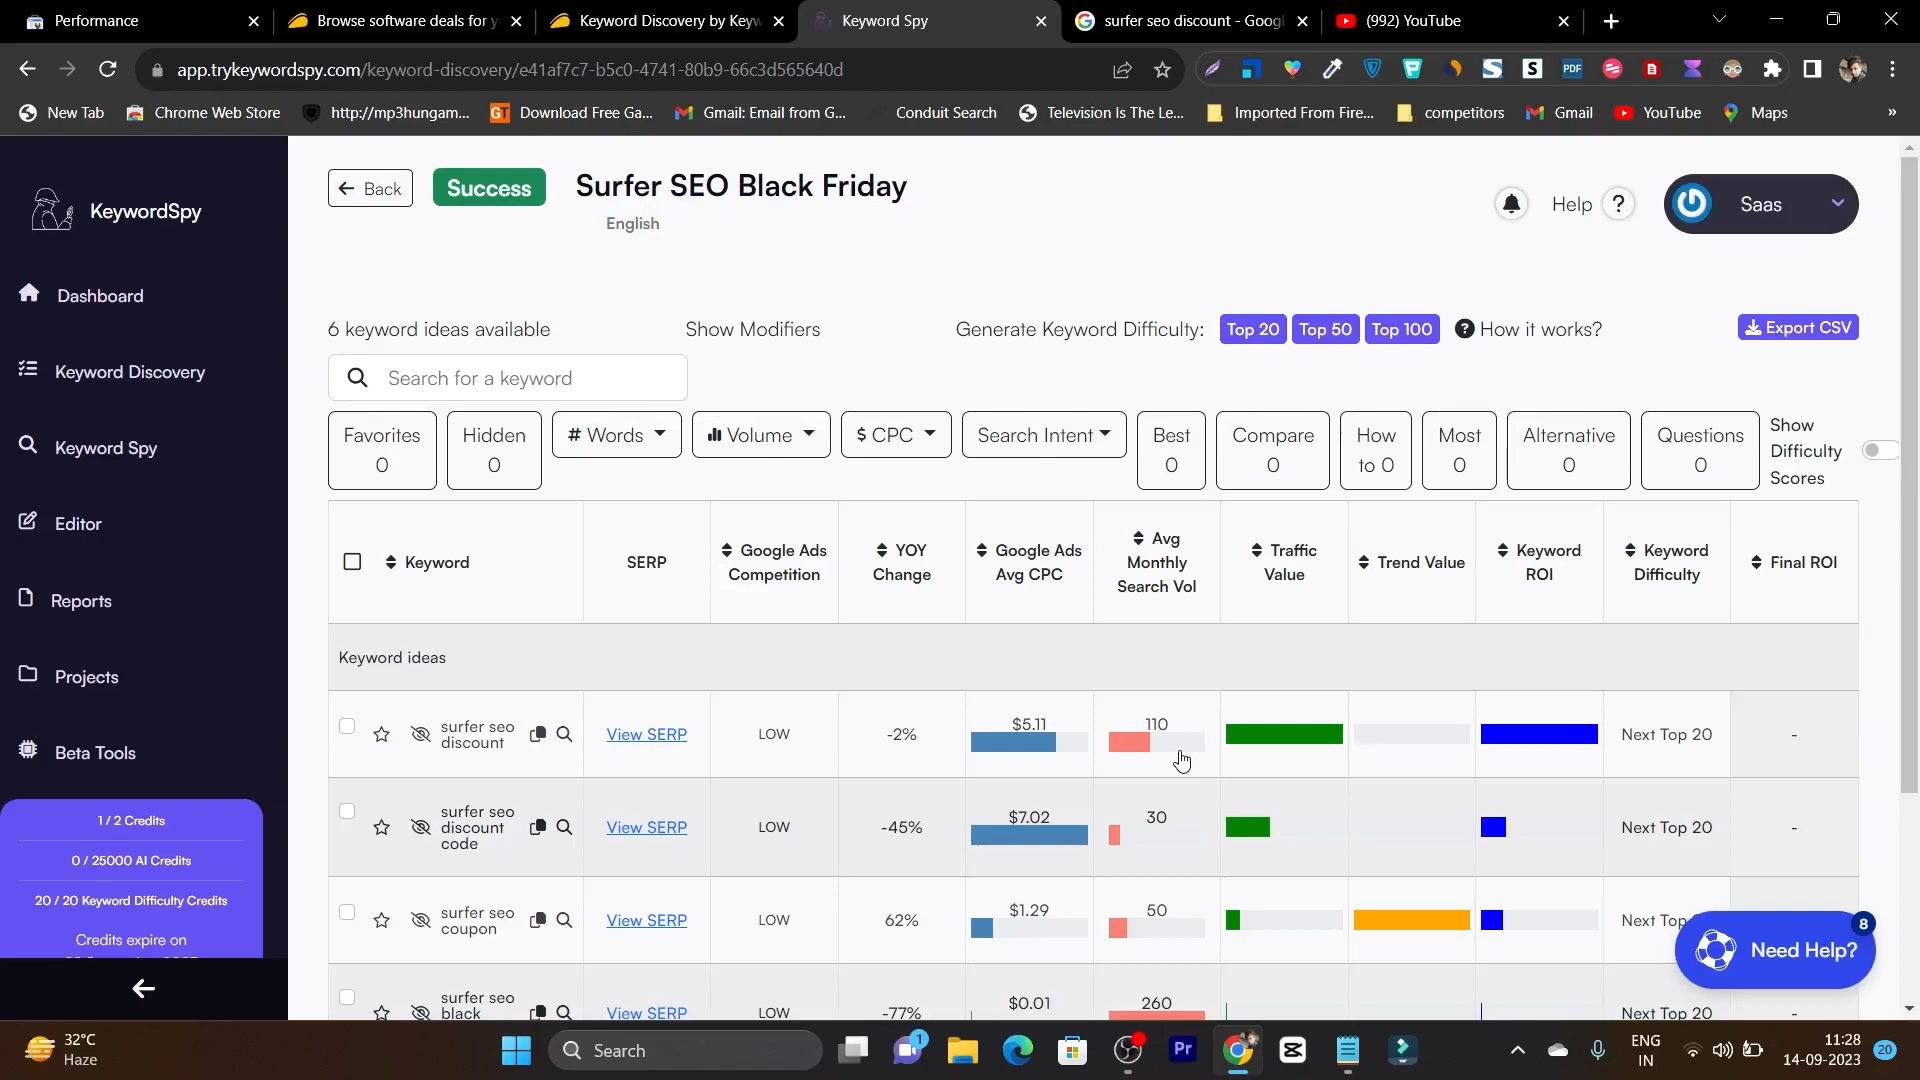 Performance
Browse software deals for y
Keyword Discovery by Key
Keyword Spy
surfer seo discount - Goog
(992) YouTube
app.trykeywordspy.com/keyword-discovery/e41af7c7-b5c0-4741-80b9-66c3d565640d
New Tab
Chrome Web Store
http://mp3hungam...
GT
Download Free Ga...
Gmail: Email from G...
Conduit Search
Television Is The Le...
Imported From Fire...
competitors
Gmail
YouTube
Maps
»
KeywordSpy
Dashboard
Keyword Discovery
Keyword Spy
Editor
Reports
Projects
Beta Tools
1 / 2 Credits
0 / 25000 AI Credits
20 / 20 Keyword Difficulty Credits
Credits expire on
Back
Success
Surfer SEO Black Friday
English
Help ?
Saas
6 keyword ideas available
Show Modifiers
Generate Keyword Difficulty:
Top 20
Top 50
Top 100
? How it works?
Export CSV
Search for a keyword
Favorites
0
Hidden
0
# Words
Volume
$ CPC
Search Intent
Best
0
Compare
0
How
to 0
Most
0
Alternative
0
Questions
0
Show
Difficulty
Scores
Keyword
SERP
Google Ads
Competition
YOY
Change
Google Ads
Avg CPC
Avg
Monthly
Search Vol
Traffic
Value
Trend Value
Keyword
ROI
Keyword
Difficulty
Final ROI
Keyword ideas
surfer seo
discount
View SERP
LOW
-2%
$5.11
110
Next Top 20
-
surfer seo
discount
code
View SERP
LOW
-45%
$7.02
30
Next Top 20
-
surfer seo
coupon
View SERP
LOW
62%
$1.29
50
Next Top
surfer seo
black
View SERP
LOW
-77%
$0.01
260
Next Top 20
-
8
Need Help?
32°C
Haze
Search
1
Pr
ENG
IN
11:28
14-09-2023
20